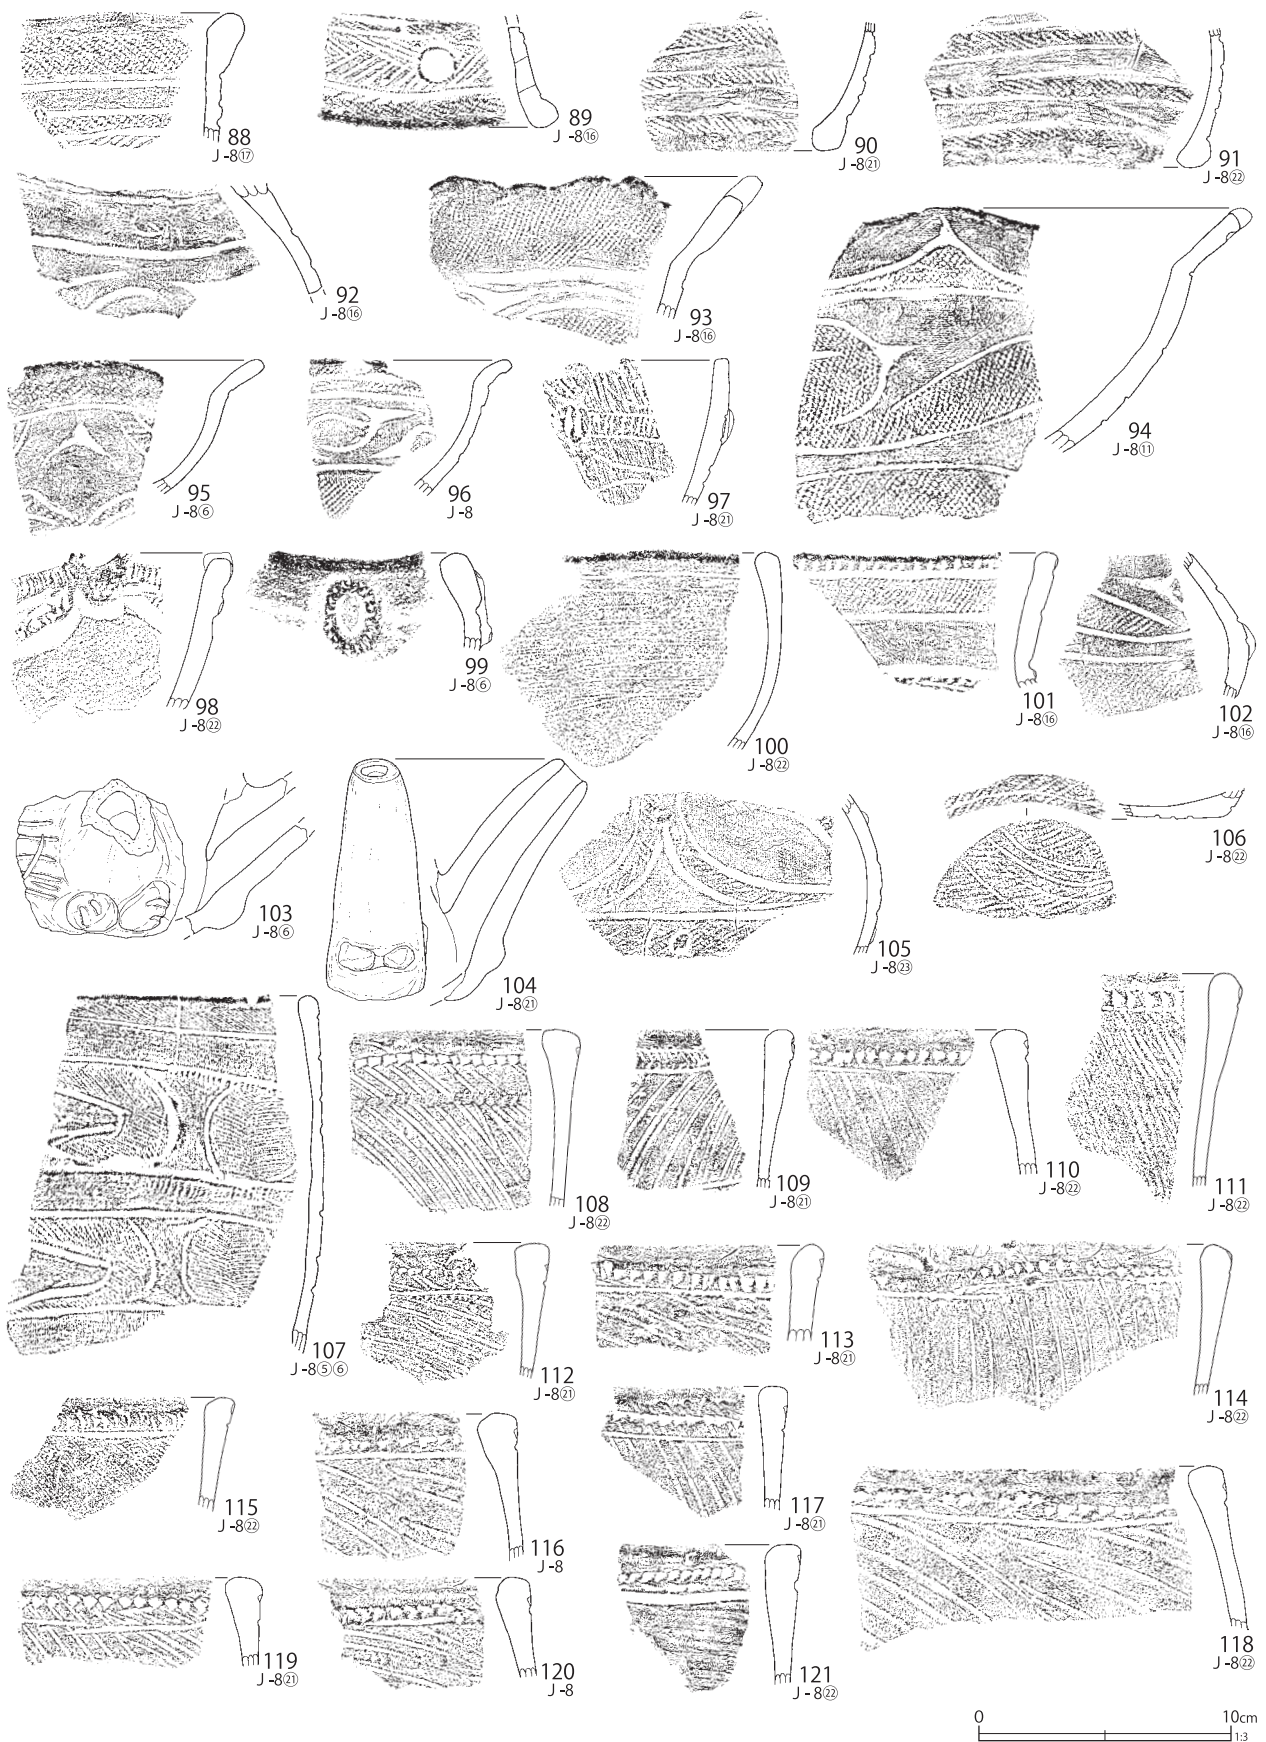 88
J-8⑰
89
J-8⑯
90
J-8㉑
91
J-8㉒
92
J-8⑯
93
J-8⑯
94
J-8⑪
95
J-8⑥
96
J-8
97
J-8㉑
98
J-8㉒
99
J-8⑥
100
J-8㉒
101
J-8⑯
102
J-8⑯
103
J-8⑥
104
J-8㉑
105
J-8㉓
106
J-8㉒
107
J-8⑤⑥
108
J-8㉒
109
J-8㉑
110
J-8㉒
111
J-8㉒
112
J-8㉑
113
J-8㉑
114
J-8㉒
115
J-8㉒
116
J-8
117
J-8㉑
118
J-8㉒
119
J-8㉑
120
J-8
121
J-8㉒
0 10cm
1:3